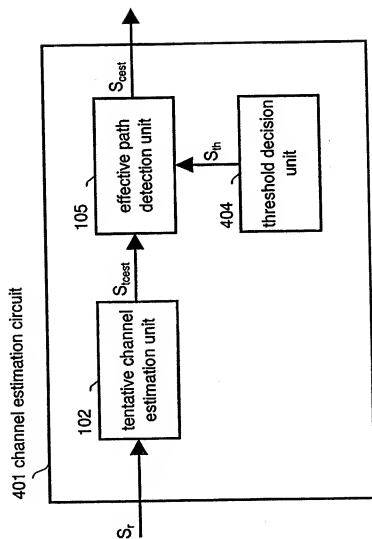 401 channel estimation circuit
Sr
102
tentative channel
estimation unit
Stcest
105
effective path
detection unit
Scest
Sth
404
threshold decision
unit